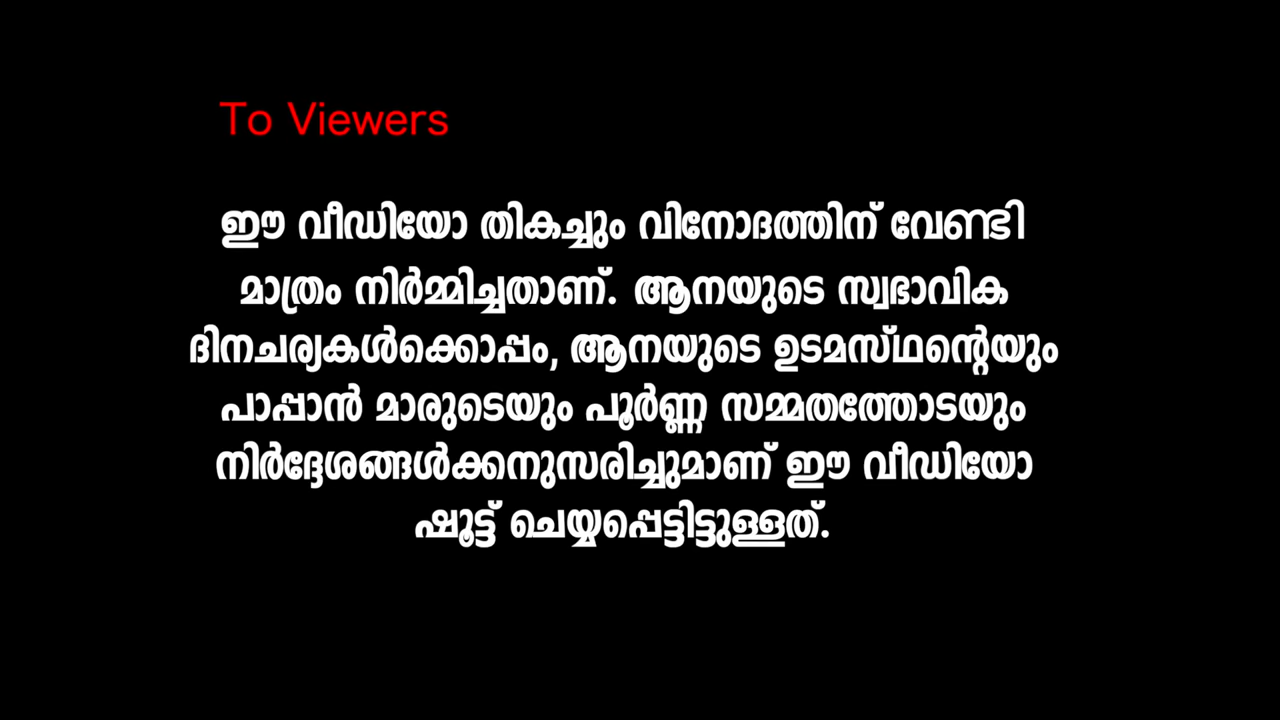 To Viewers
ഈ വീഡിയോ തികച്ചും വിനോദത്തിന് വേണ്ടി
മാത്രം നിർമ്മിച്ചതാണ്. ആനയുടെ സ്വഭാവിക
ദിനചര്യകൾക്കൊപ്പം, ആനയുടെ ഉടമസ്ഥന്റെയും
പാപ്പാൻ മാരുടെയും പൂർണ്ണ സമ്മതത്തോടയും
നിർദ്ദേശങ്ങൾക്കനുസരിച്ചുമാണ് ഈ വീഡിയോ
ഷൂട്ട് ചെയ്യപ്പെട്ടിട്ടുള്ളത്.